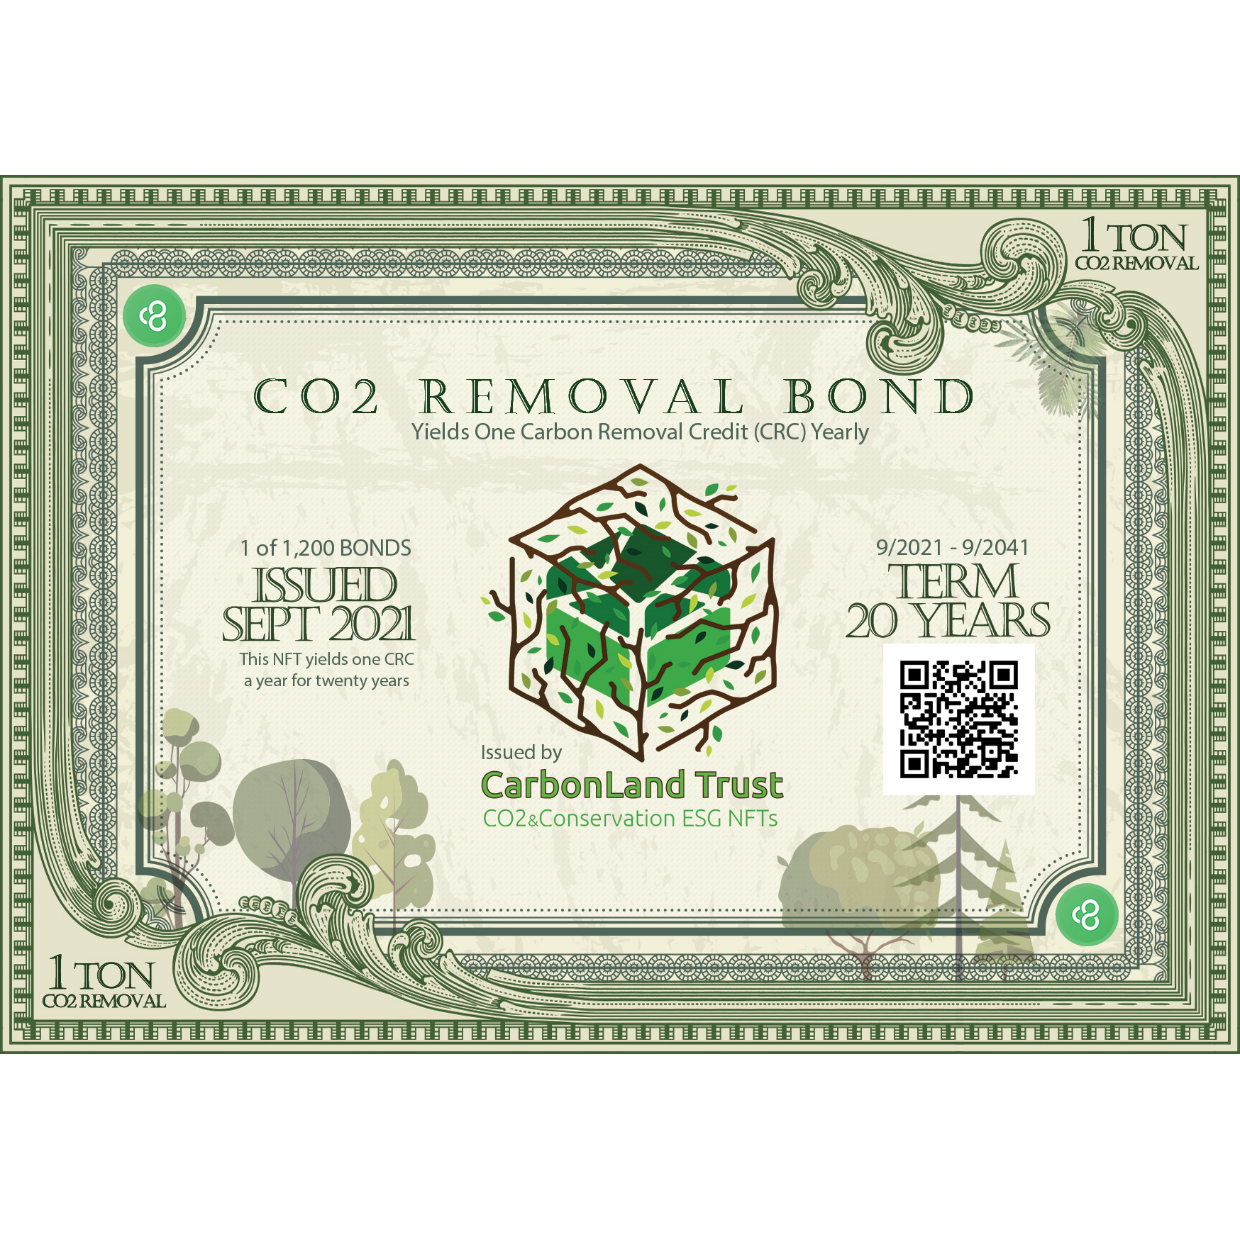 1 TON
CO2 REMOVAL
CO2 REMOVAL BOND
Yields One Carbon Removal Credit (CRC) Yearly
1 of 1,200 BONDS
ISSUED
SEPT 2021
This NFT yields one CRC
a year for twenty years
9/2021 - 9/2041
TERM
20 YEARS
Issued by
CarbonLand Trust
CO2&Conservation ESG NFTs
1 TON
CO2 REMOVAL